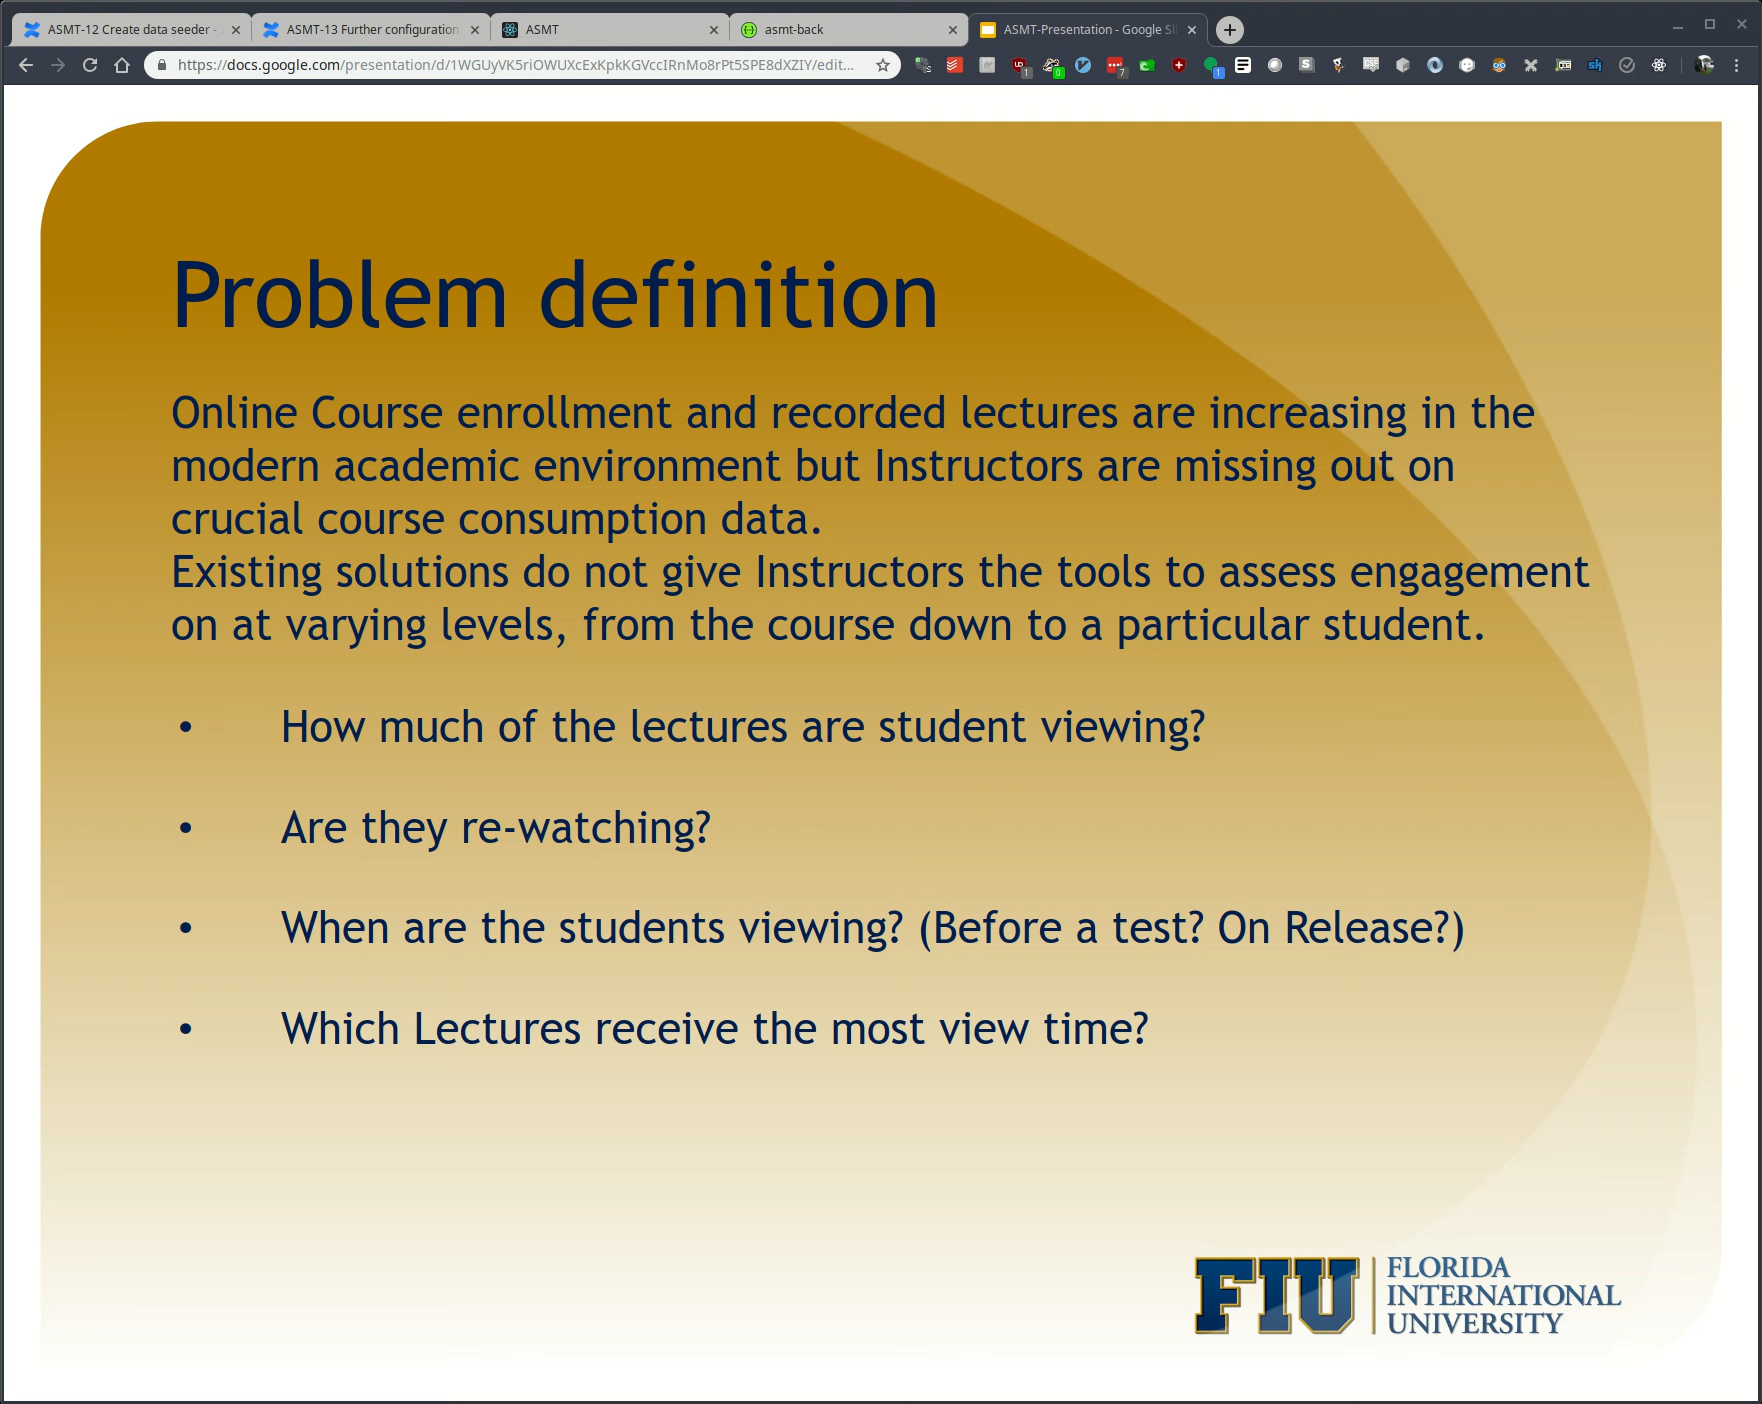 ASMT-12 Create data seeder -
ASMT-13 Further configuration
ASMT
asmt-back
ASMT-Presentation - Google Sl
https://docs.google.com/presentation/d/1WGUyVK5riOWUXcExKpkKGVccIRnMo8rPt5SPE8dXZIY/edit...
Problem definition
Online Course enrollment and recorded lectures are increasing in the
modern academic environment but Instructors are missing out on
crucial course consumption data.
Existing solutions do not give Instructors the tools to assess engagement
on at varying levels, from the course down to a particular student.
• How much of the lectures are student viewing?
• Are they re-watching?
• When are the students viewing? (Before a test? On Release?)
• Which Lectures receive the most view time?
FIU
FLORIDA
INTERNATIONAL
UNIVERSITY